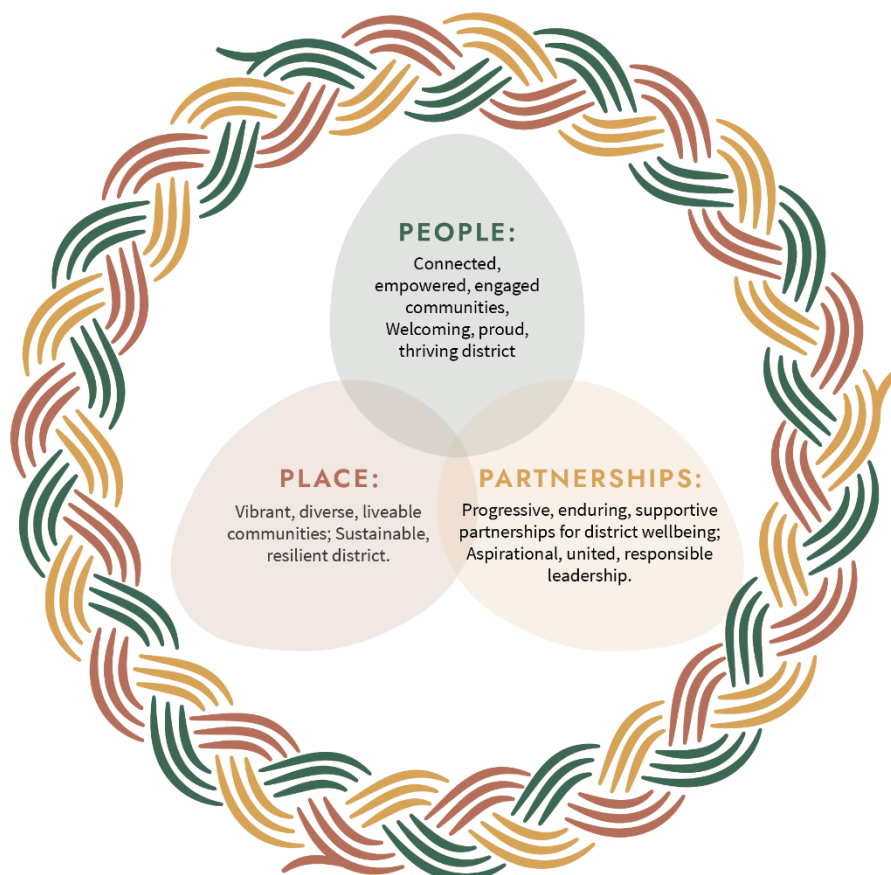 PEOPLE:
Connected,
empowered, engaged
communities,
Welcoming, proud,
thriving district
PLACE:
Vibrant, diverse, liveable
communities; Sustainable,
resilient district.
PARTNERSHIPS:
Progressive, enduring, supportive
partnerships for district wellbeing;
Aspirational, united, responsible
leadership.